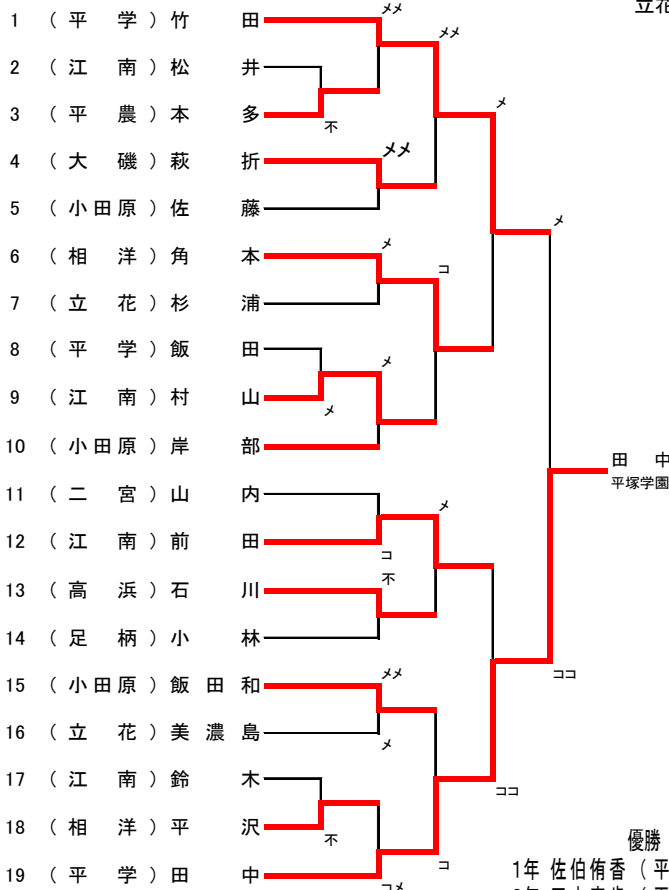 立花
1 （平 学）竹 田
2 （江 南）松 井
3 （平 農）本 多
4 （大 磯）萩 折
5 （小田原）佐 藤
6 （相 洋）角 本
7 （立 花）杉 浦
8 （平 学）飯 田
9 （江 南）村 山
10 （小田原）岸 部
11 （二 宮）山 内
12 （江 南）前 田
13 （高 浜）石 川
14 （足 柄）小 林
15 （小田原）飯 田 和
16 （立 花）美 濃 島
17 （江 南）鈴 木
18 （相 洋）平 沢
19 （平 学）田 中
メメ
不
メメ
メ
メ
メ
コ
不
メメ
メ
不
コメ
メメ
コ
メ
コ
メ
ココ
メ
ココ
田 中
平塚学園
優勝
1年 佐伯侑香（平